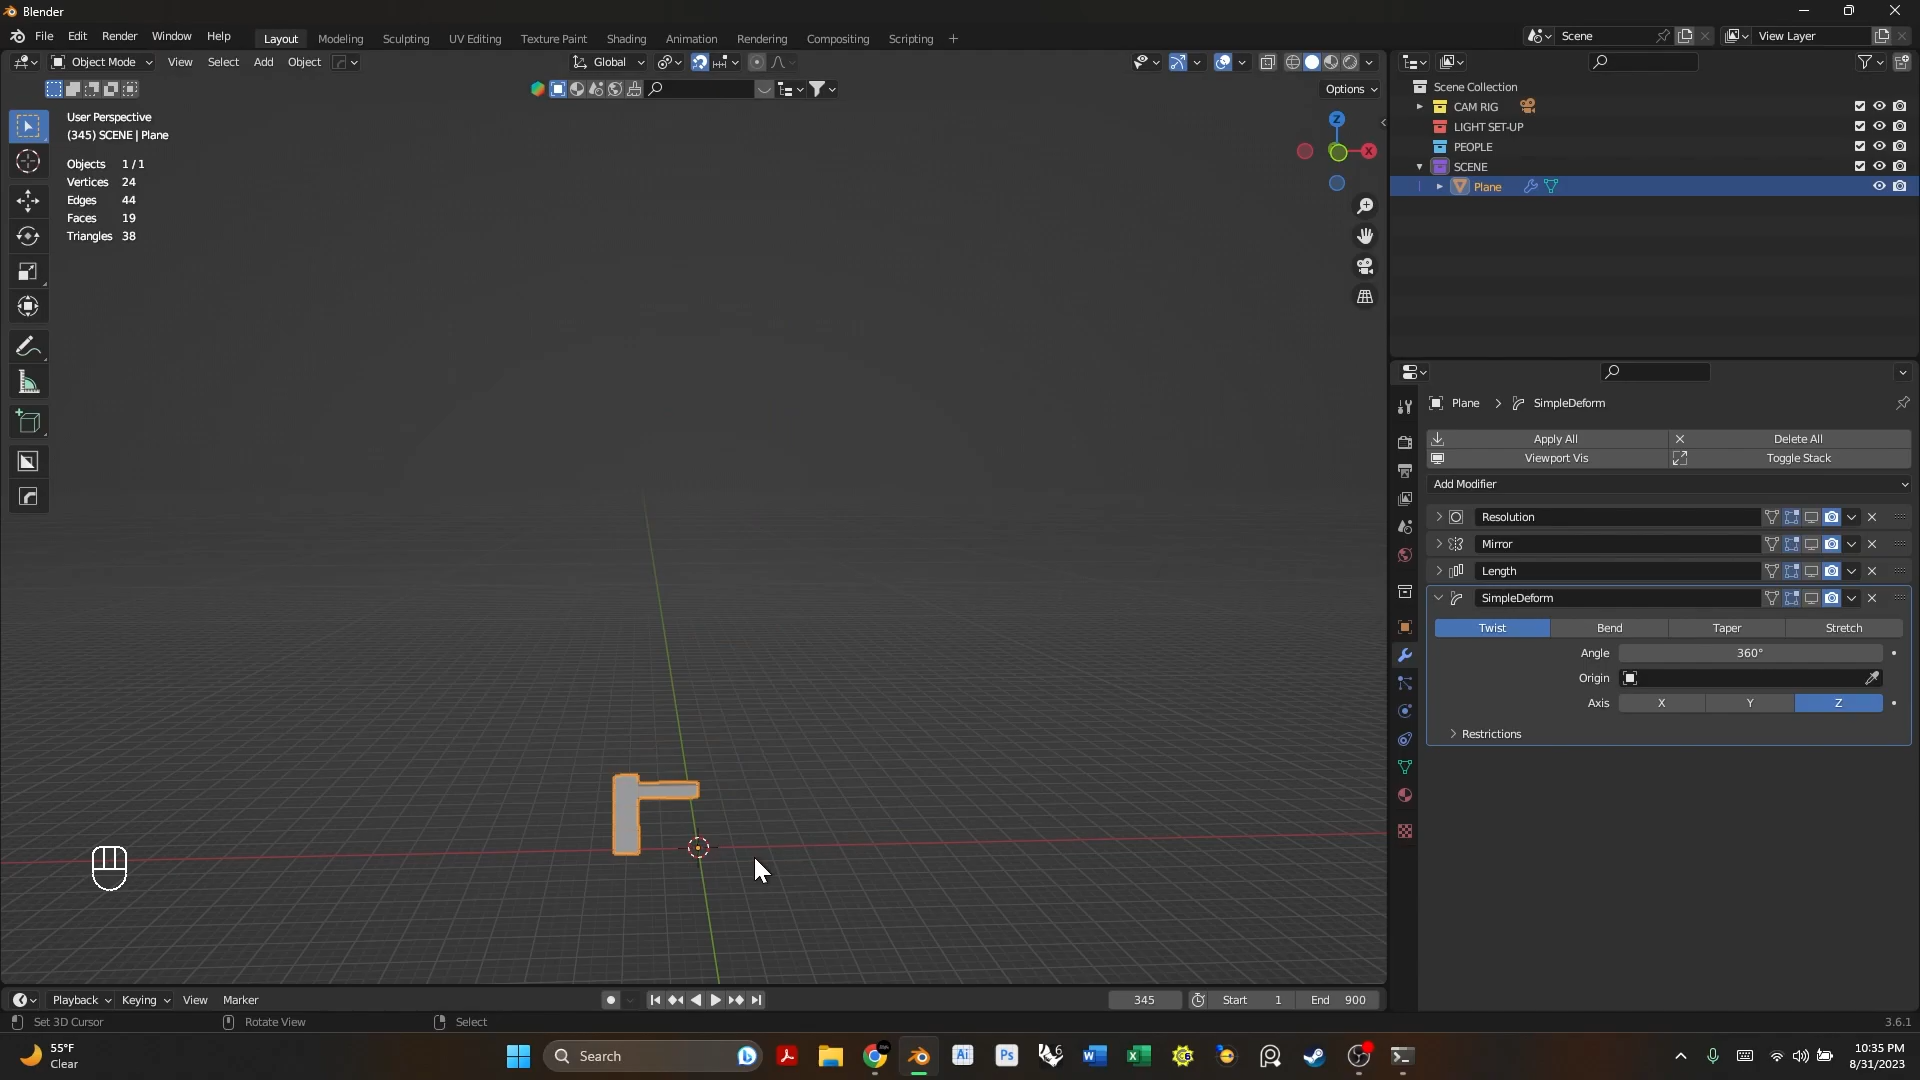 Blender
File Edit Render Window Help
Layout Modeling Sculpting UV Editing Texture Paint Shading Animation Rendering Compositing Scripting +
Scene View Layer
Object Mode View Select Add Object
Global
Options
User Perspective
(345) SCENE | Plane
Objects 1/1
Vertices 24
Edges 44
Faces 19
Triangles 38
Z
X
Scene Collection
CAM RIG
LIGHT SET-UP
PEOPLE
SCENE
Plane
Plane > SimpleDeform
Apply All Delete All
Viewport Vis Toggle Stack
Add Modifier
Resolution
Mirror
Length
SimpleDeform
Twist Bend Taper Stretch
Angle 360°
Origin
Axis X Y Z
Restrictions
Playback Keying View Marker
345 Start 1 End 900
Set 3D Cursor Rotate View Select
3.6.1
55°F
Clear
Search
Ai Ps 6 W X
10:35 PM
8/31/2023